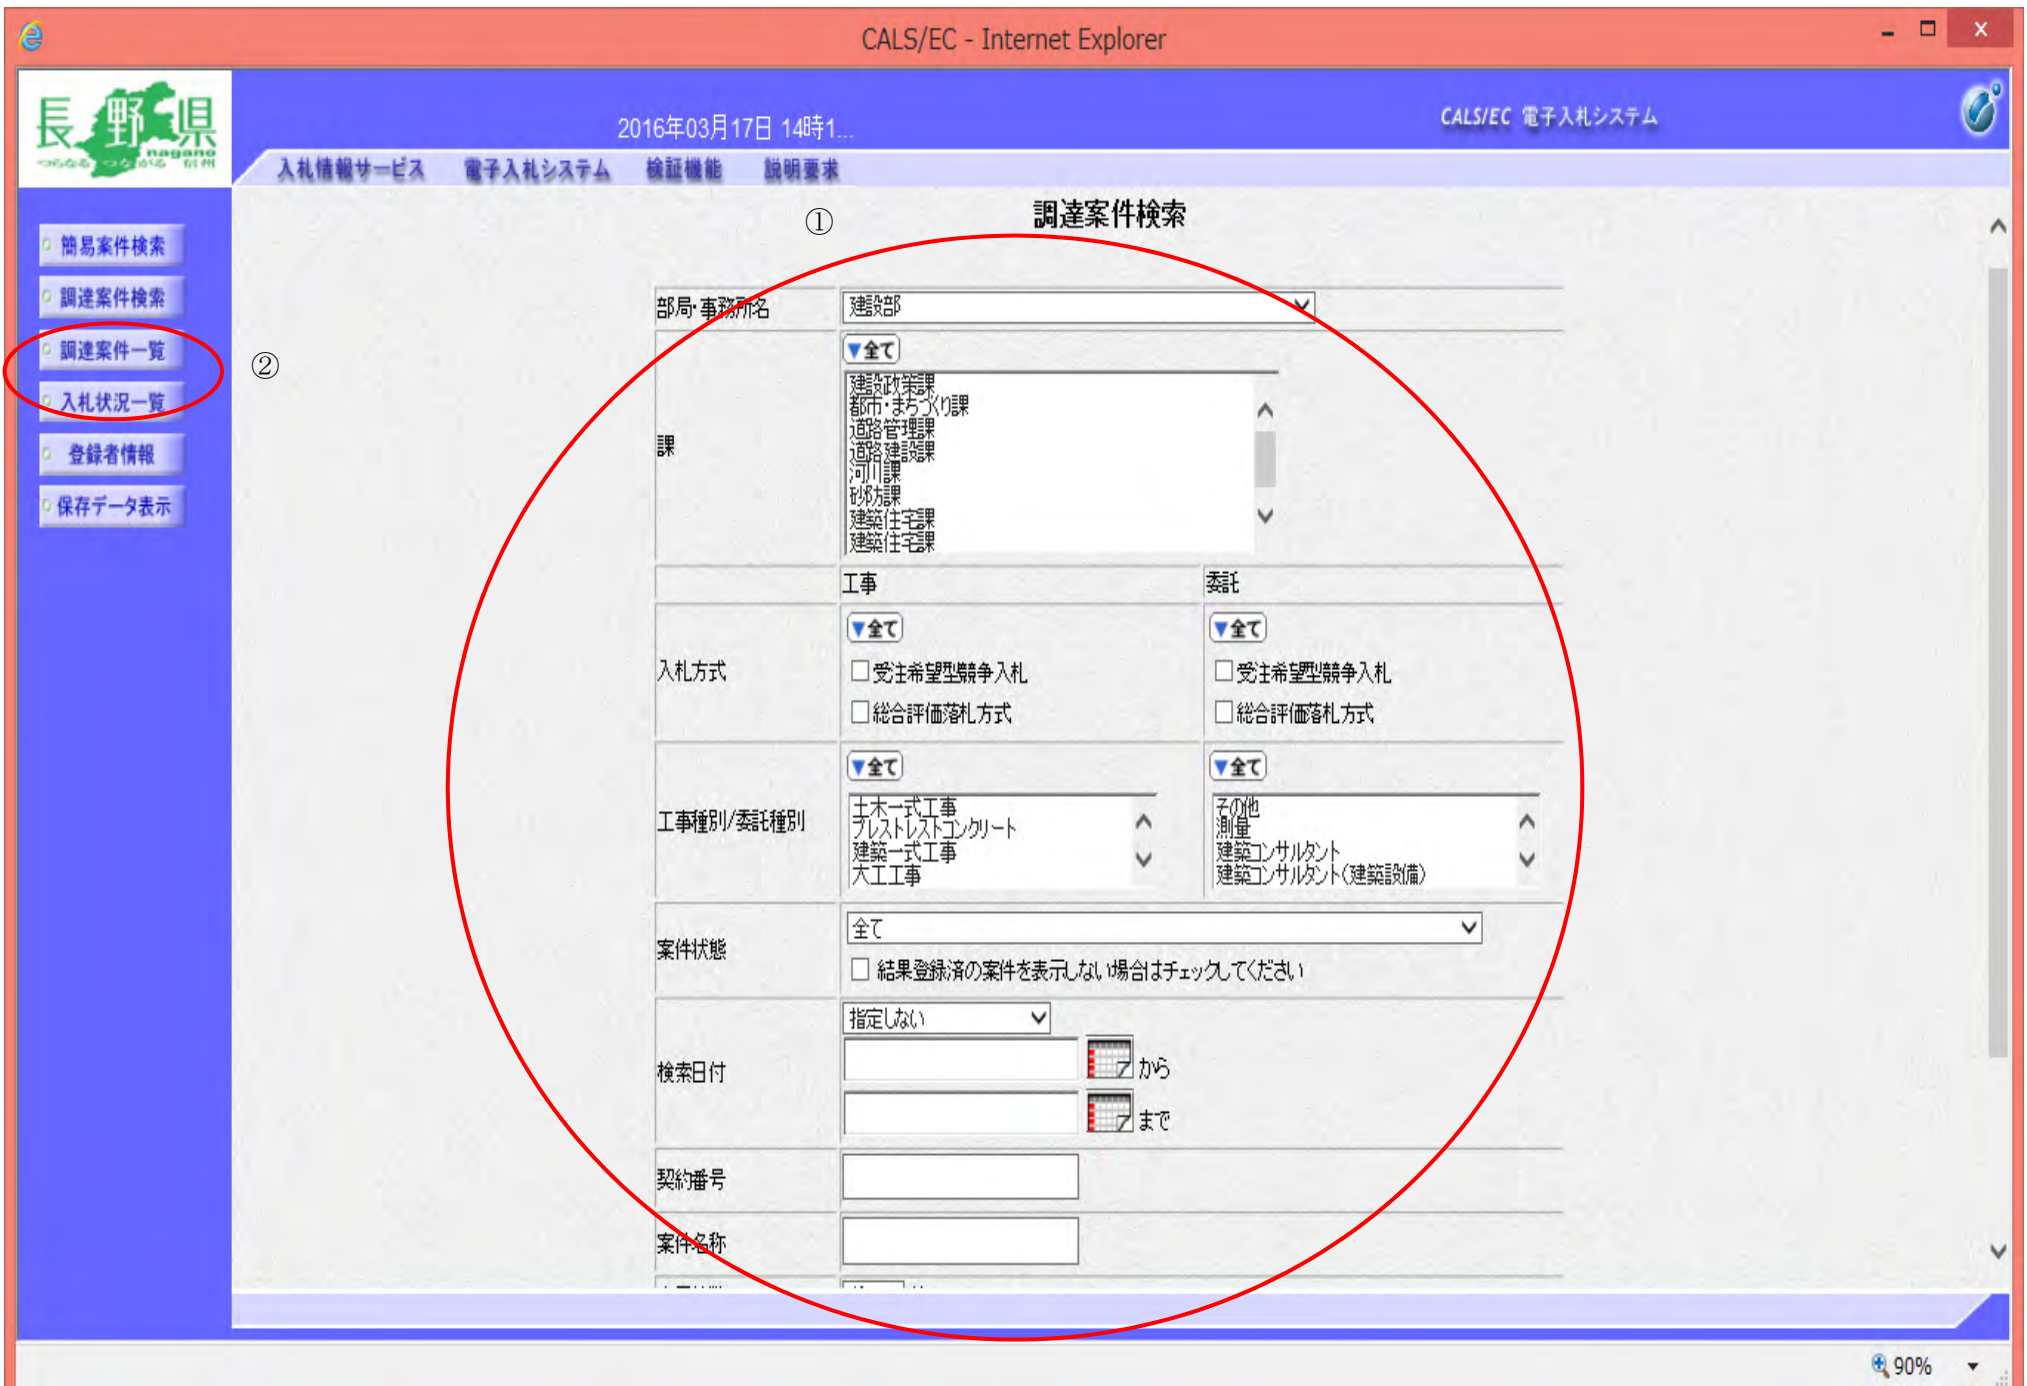 CALS/EC - Internet Explorer
長野県
nagano
つらなる つながる 信州
2016年03月17日 14時1...
CALS/EC 電子入札システム
入札情報サービス 電子入札システム 検証機能 説明要求
簡易案件検索
調達案件検索
調達案件一覧
入札状況一覧
登録者情報
保存データ表示
①
②
調達案件検索
部局・事務所名 建設部
課
▼全て
建設政策課
都市・まちづくり課
道路管理課
道路建設課
河川課
砂防課
建築住宅課
建築住宅課
工事 委託
入札方式
▼全て ▼全て
□受注希望型競争入札 □受注希望型競争入札
□総合評価落札方式 □総合評価落札方式
工事種別/委託種別
▼全て ▼全て
土木一式工事 その他
プレストレストコンクリート 測量
建築一式工事 建築コンサルタント
大工工事 建築コンサルタント(建築設備)
案件状態 全て
□ 結果登録済の案件を表示しない場合はチェックしてください
検索日付 指定しない
から
まで
契約番号
案件名称
90%